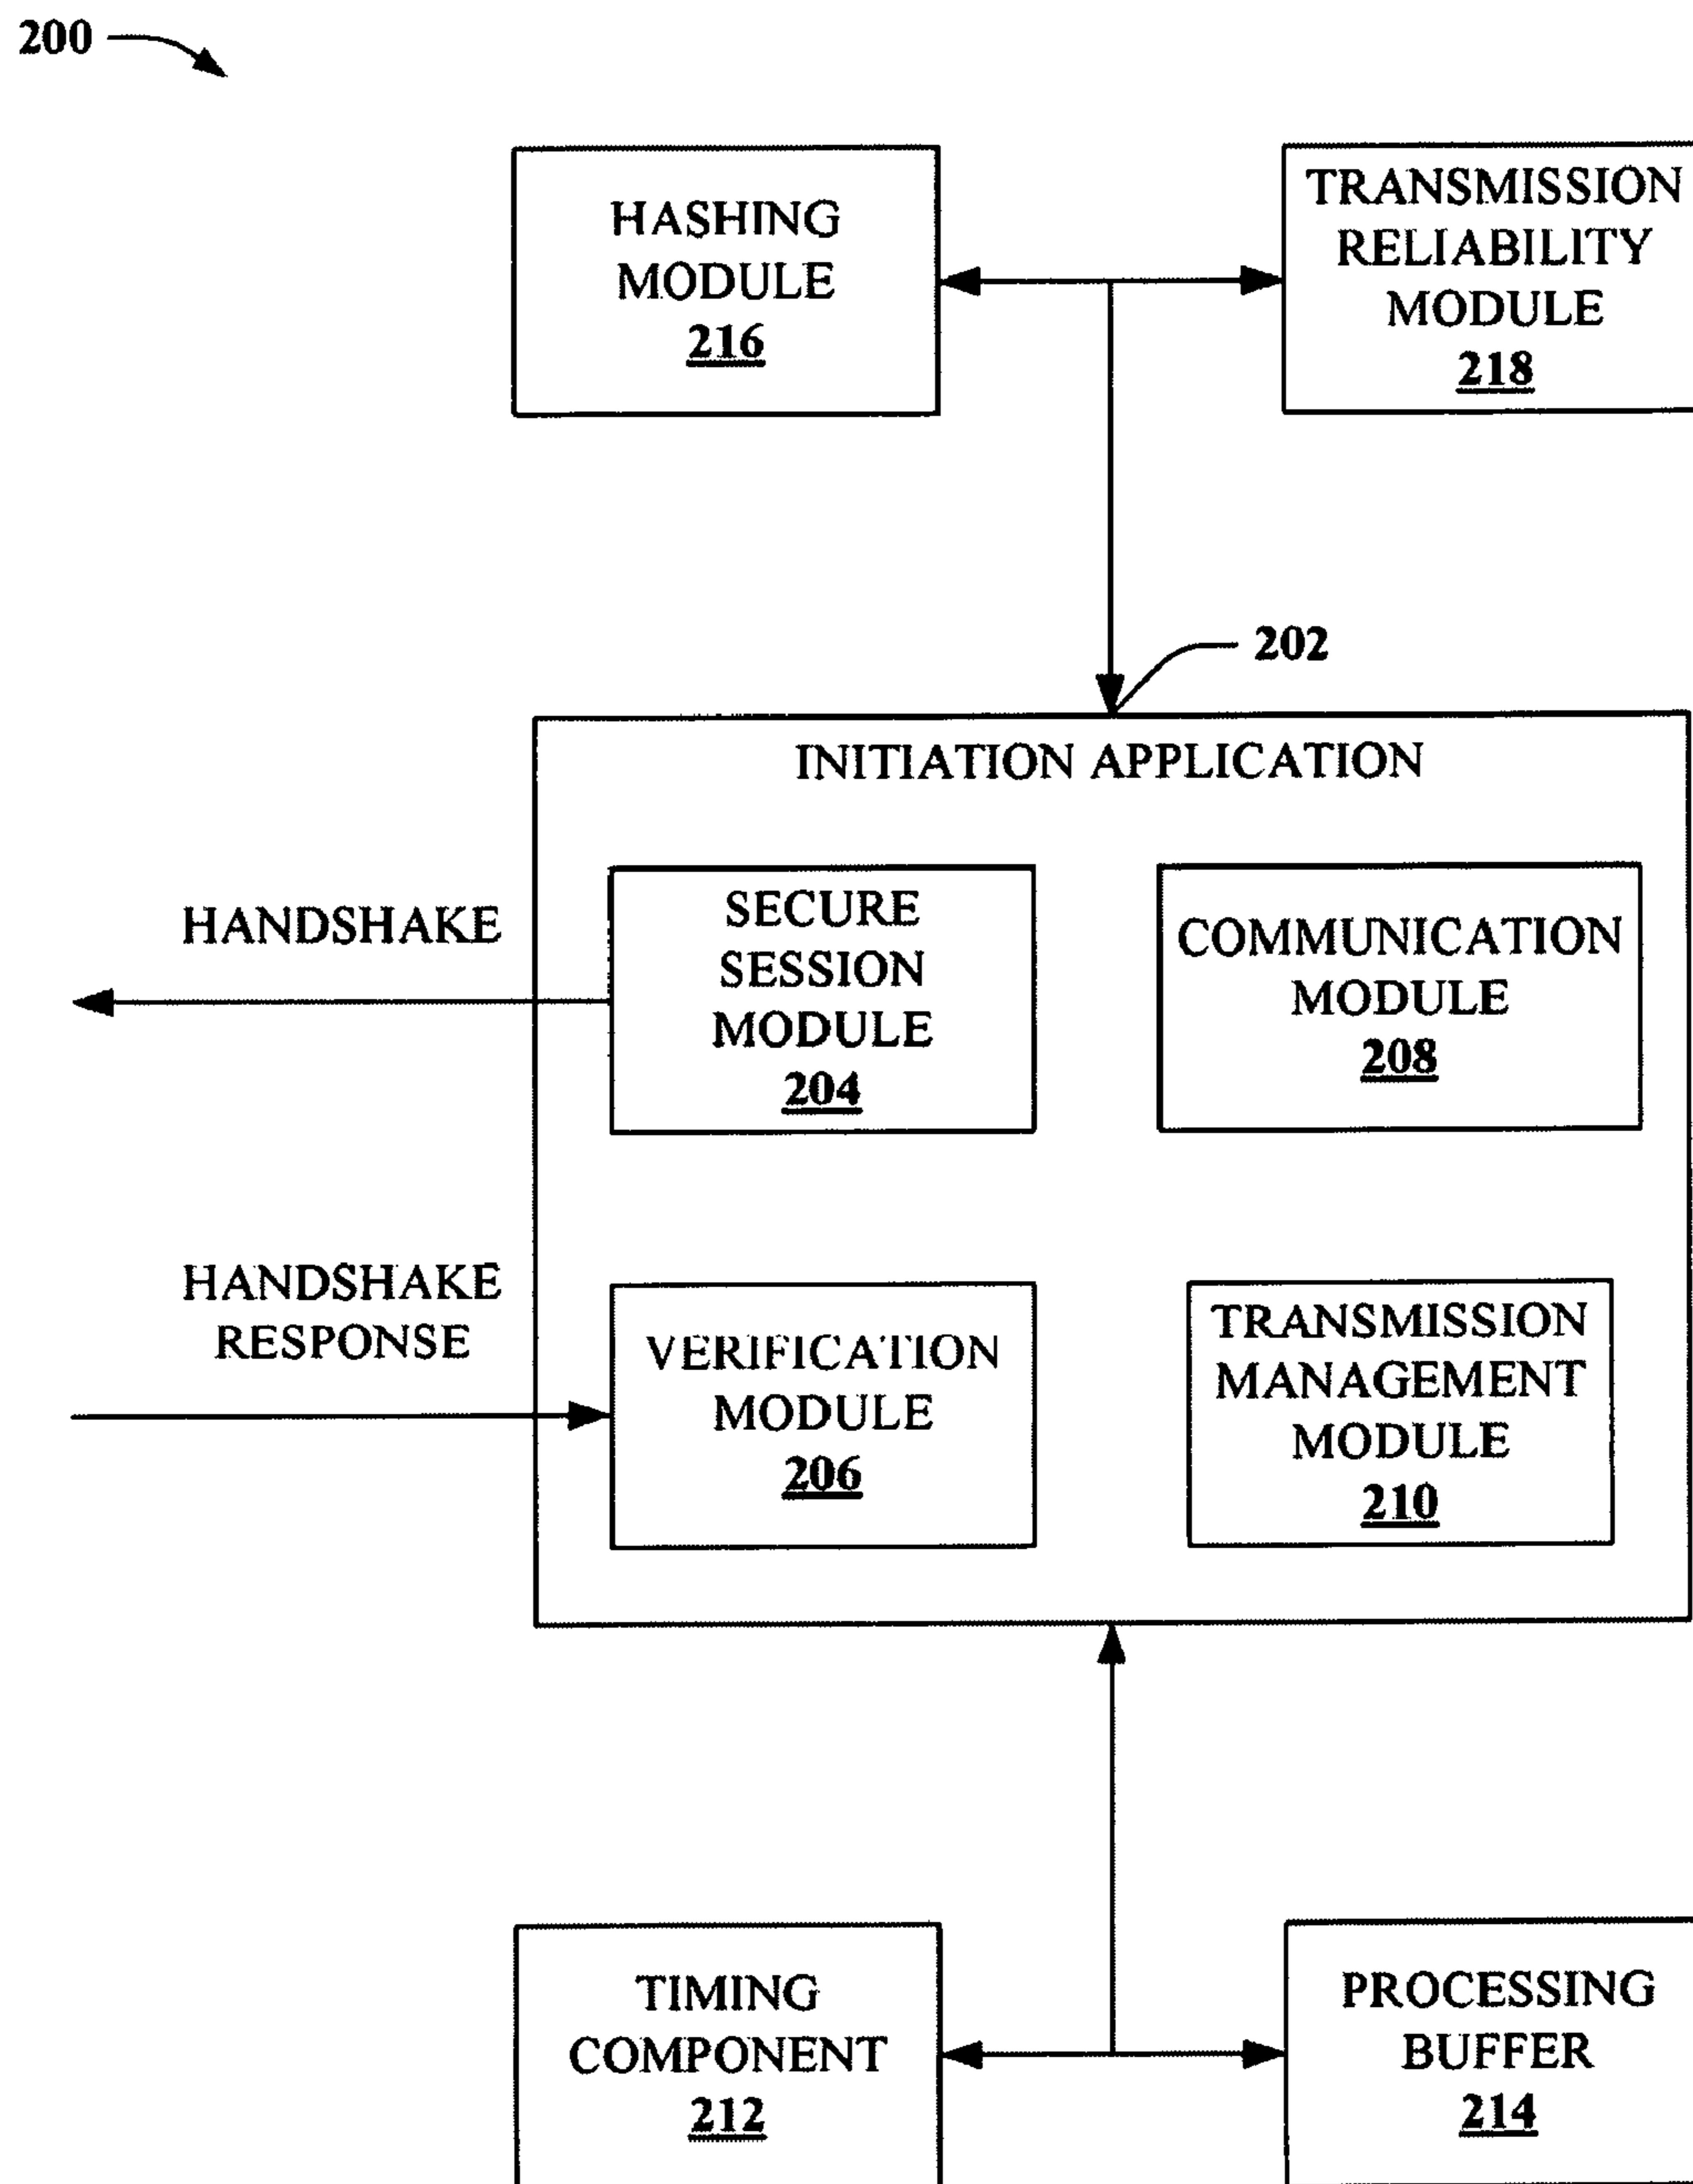 200
HASHING
MODULE
216
TRANSMISSION
RELIABILITY
MODULE
218
202
INITIATION APPLICATION
HANDSHAKE
SECURE
SESSION
MODULE
204
COMMUNICATION
MODULE
208
HANDSHAKE
RESPONSE
VERIFICATION
MODULE
206
TRANSMISSION
MANAGEMENT
MODULE
210
TIMING
COMPONENT
212
PROCESSING
BUFFER
214